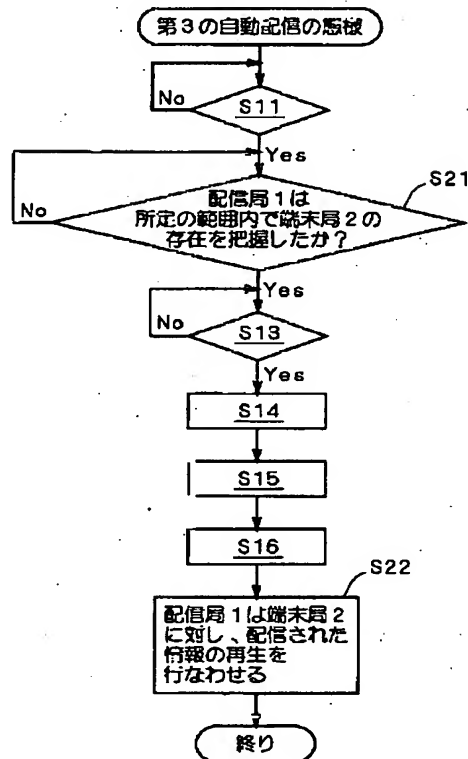 第3の自動配信の態様
No
S11
Yes
S21
No
配信局1は
所定の範囲内で端末局2の
存在を把握したか?
Yes
No
S13
Yes
S14
S15
S16
S22
配信局1は端末局2
に対し、配信された
情報の再生を
行なわせる
終り